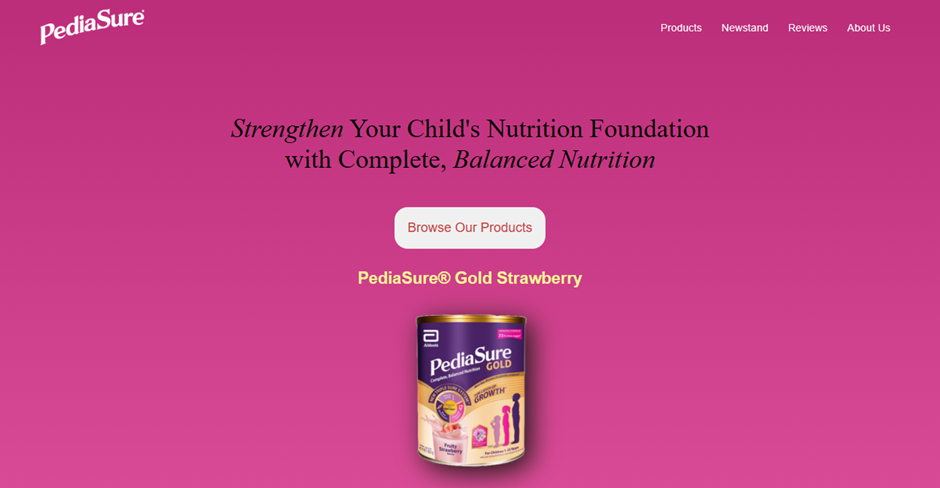 PediaSure®
Products Newstand Reviews About Us
Strengthen Your Child's Nutrition Foundation
with Complete, Balanced Nutrition
Browse Our Products
PediaSure® Gold Strawberry
Abbott
PediaSure
GOLD
Complete, Balanced Nutrition
GROWTH
Fruity
Strawberry